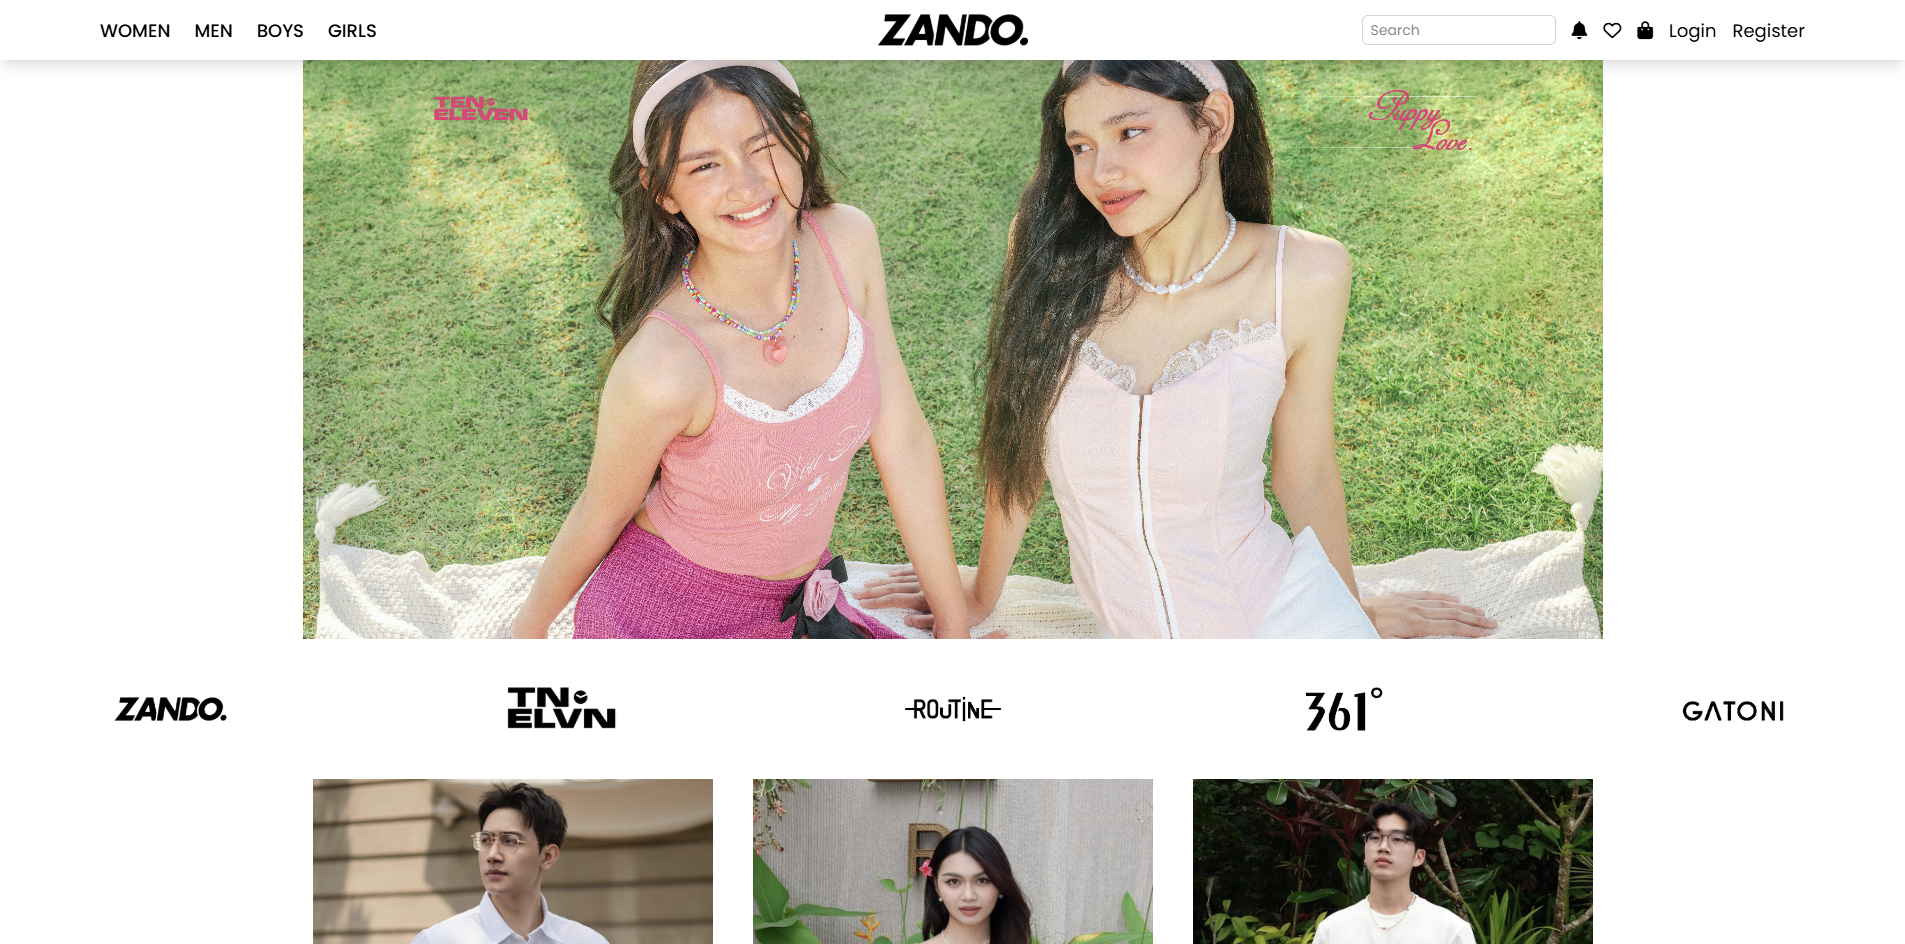 WOMEN MEN BOYS GIRLS ZANDO. Search Login Register
TEN
ELEVEN
Puppy
Love
ZANDO. TN ROUTINE 361° GATONI
ELVN